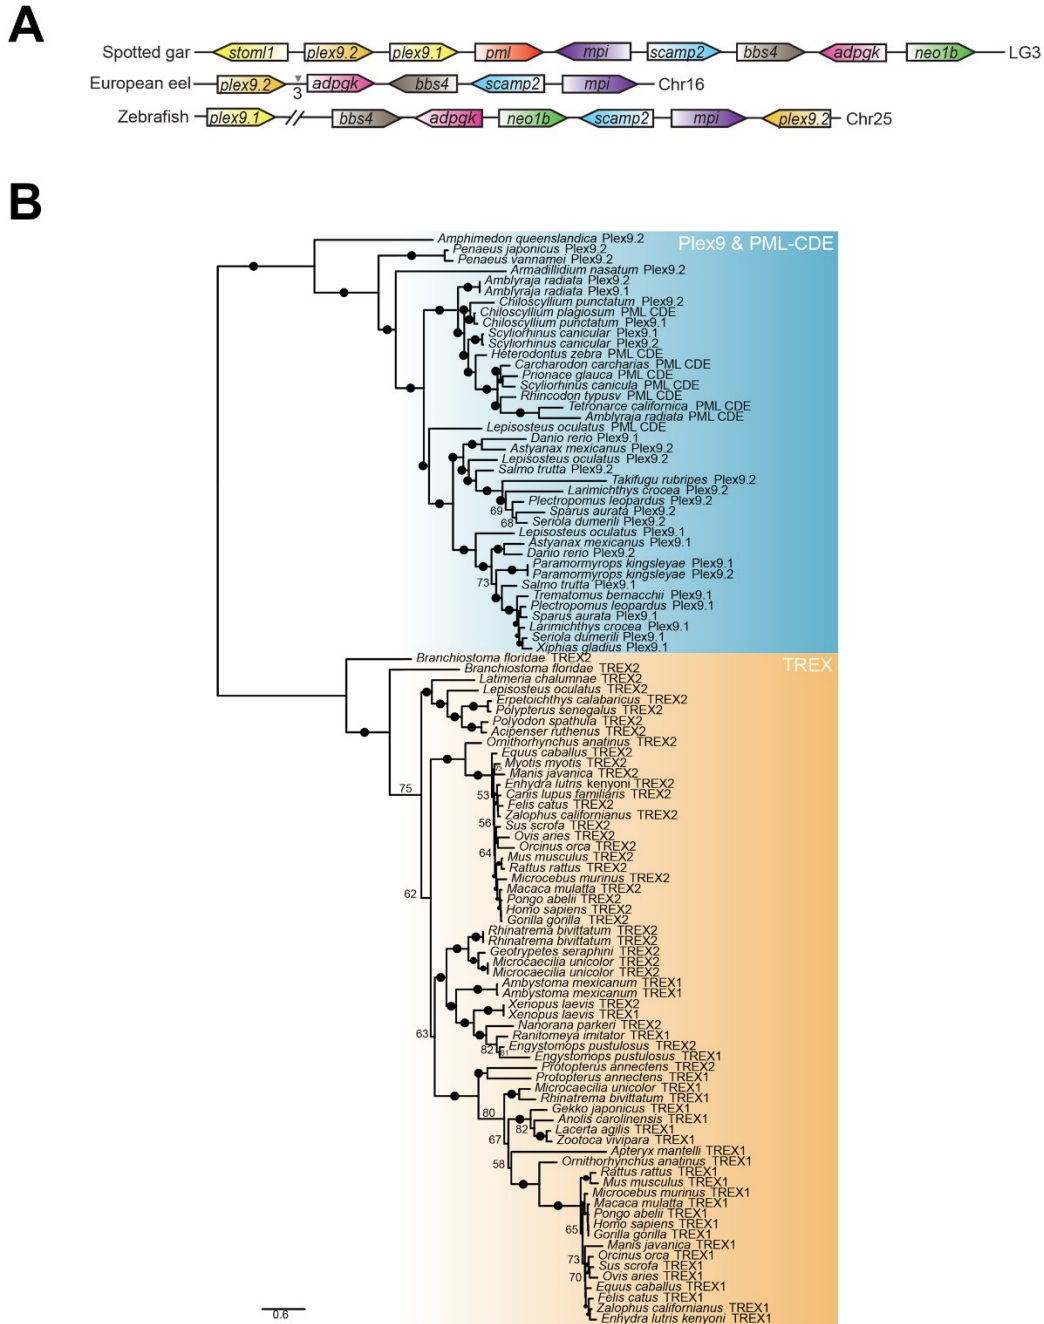 A
Spotted gar stoml1 plex9.2 plex9.1 pml mpi scamp2 bbs4 adpgk neo1b LG3
European eel plex9.2 3 adpgk bbs4 scamp2 mpi Chr16
Zebrafish plex9.1 bbs4 adpgk neo1b scamp2 mpi plex9.2 Chr25
B
Plex9 & PML-CDE
Amphimedon queenslandica Plex9.2
Penaeus japonicus Plex9.2
Penaeus vannamei Plex9.2
Armadillidium nasatum Plex9.2
Amblyraja radiata Plex9.2
Amblyraja radiata Plex9.1
Chiloscyllium punctatum Plex9.2
Chiloscyllium plagiosum PML CDE
Chiloscyllium punctatum Plex9.1
Scyliorhinus canicular Plex9.1
Scyliorhinus canicular Plex9.2
Heterodontus zebra PML CDE
Carcharodon carcharias PML CDE
Prionace glauca PML CDE
Scyliorhinus canicula PML CDE
Rhincodon typusv PML CDE
Tetronarce californica PML CDE
Amblyraja radiata PML CDE
Lepisosteus oculatus PML CDE
Danio rerio Plex9.1
Astyanax mexicanus Plex9.2
Lepisosteus oculatus Plex9.2
Salmo trutta Plex9.2
Takifugu rubripes Plex9.2
Larimichthys crocea Plex9.2
Plectropomus leopardus Plex9.2
69
Sparus aurata Plex9.2
68
Seriola dumerili Plex9.2
Lepisosteus oculatus Plex9.1
Astyanax mexicanus Plex9.1
Danio rerio Plex9.2
Paramormyrops kingsleyae Plex9.1
Paramormyrops kingsleyae Plex9.2
73
Salmo trutta Plex9.1
Trematomus bernacchii Plex9.1
Plectropomus leopardus Plex9.1
Sparus aurata Plex9.1
Larimichthys crocea Plex9.1
Seriola dumerili Plex9.1
Xiphias gladius Plex9.1
TREX
Branchiostoma floridae TREX2
Branchiostoma floridae TREX2
Latimeria chalumnae TREX2
Lepisosteus oculatus TREX2
Erpetoichthys calabaricus TREX2
Polypterus senegalus TREX2
Polyodon spathula TREX2
Acipenser ruthenus TREX2
Ornithorhynchus anatinus TREX2
Equus caballus TREX2
Myotis myotis TREX2
Manis javanica TREX2
75
Enhydra lutris kenyoni TREX2
53
Canis lupus familiaris TREX2
Felis catus TREX2
Zalophus californianus TREX2
56
Sus scrofa TREX2
Ovis aries TREX2
Orcinus orca TREX2
64
Mus musculus TREX2
Rattus rattus TREX2
Microcebus murinus TREX2
Macaca mulatta TREX2
62
Pongo abelii TREX2
Homo sapiens TREX2
Gorilla gorilla TREX2
Rhinatrema bivittatum TREX2
Rhinatrema bivittatum TREX2
Geotrypetes seraphini TREX2
Microcaecilia unicolor TREX2
Microcaecilia unicolor TREX2
Ambystoma mexicanum TREX1
Ambystoma mexicanum TREX1
Xenopus laevis TREX2
Xenopus laevis TREX1
Nanorana parkeri TREX2
63
Ranitomeya imitator TREX1
Engystomops pustulosus TREX2
82
Engystomops pustulosus TREX1
Protopterus annectens TREX2
Protopterus annectens TREX1
Microcaecilia unicolor TREX1
Rhinatrema bivittatum TREX1
80
Gekko japonicus TREX1
Anolis carolinensis TREX1
82
Lacerta agilis TREX1
67
Zootoca vivipara TREX1
Apteryx mantelli TREX1
58
Ornithorhynchus anatinus TREX1
Rattus rattus TREX1
Mus musculus TREX1
Microcebus murinus TREX1
Macaca mulatta TREX1
Pongo abelii TREX1
Homo sapiens TREX1
65
Gorilla gorilla TREX1
Manis javanica TREX1
73
Orcinus orca TREX1
Sus scrofa TREX1
70
Ovis aries TREX1
Equus caballus TREX1
Felis catus TREX1
Zalophus californianus TREX1
Enhydra lutris kenyoni TREX1
0.6